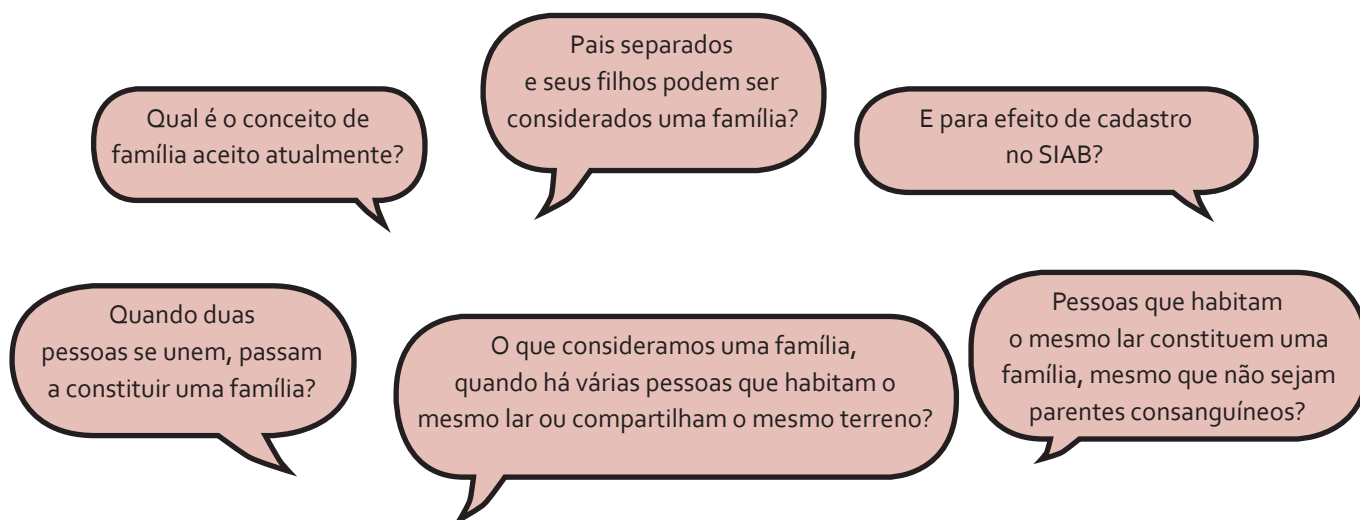 Qual é o conceito de
família aceito atualmente?
Pais separados
e seus filhos podem ser
considerados uma família?
E para efeito de cadastro
no SIAB?
Quando duas
pessoas se unem, passam
a constituir uma família?
O que consideramos uma família,
quando há várias pessoas que habitam o
mesmo lar ou compartilham o mesmo terreno?
Pessoas que habitam
o mesmo lar constituem uma
família, mesmo que não sejam
parentes consanguíneos?